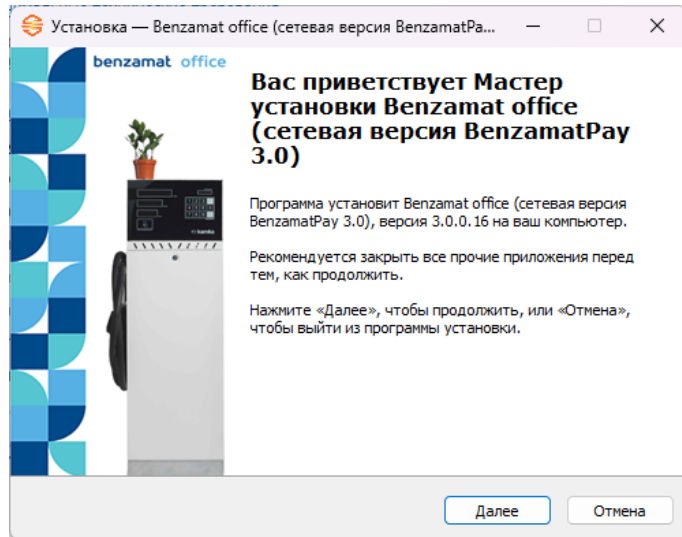 Установка — Benzamat office (сетевая версия BenzamatPa...
benzamat office
Вас приветствует Мастер
установки Benzamat office
(сетевая версия BenzamatPay
3.0)
Программа установит Benzamat office (сетевая версия
BenzamatPay 3.0), версия 3.0.0.16 на ваш компьютер.
Рекомендуется закрыть все прочие приложения перед
тем, как продолжить.
Нажмите «Далее», чтобы продолжить, или «Отмена»,
чтобы выйти из программы установки.
Далее
Отмена